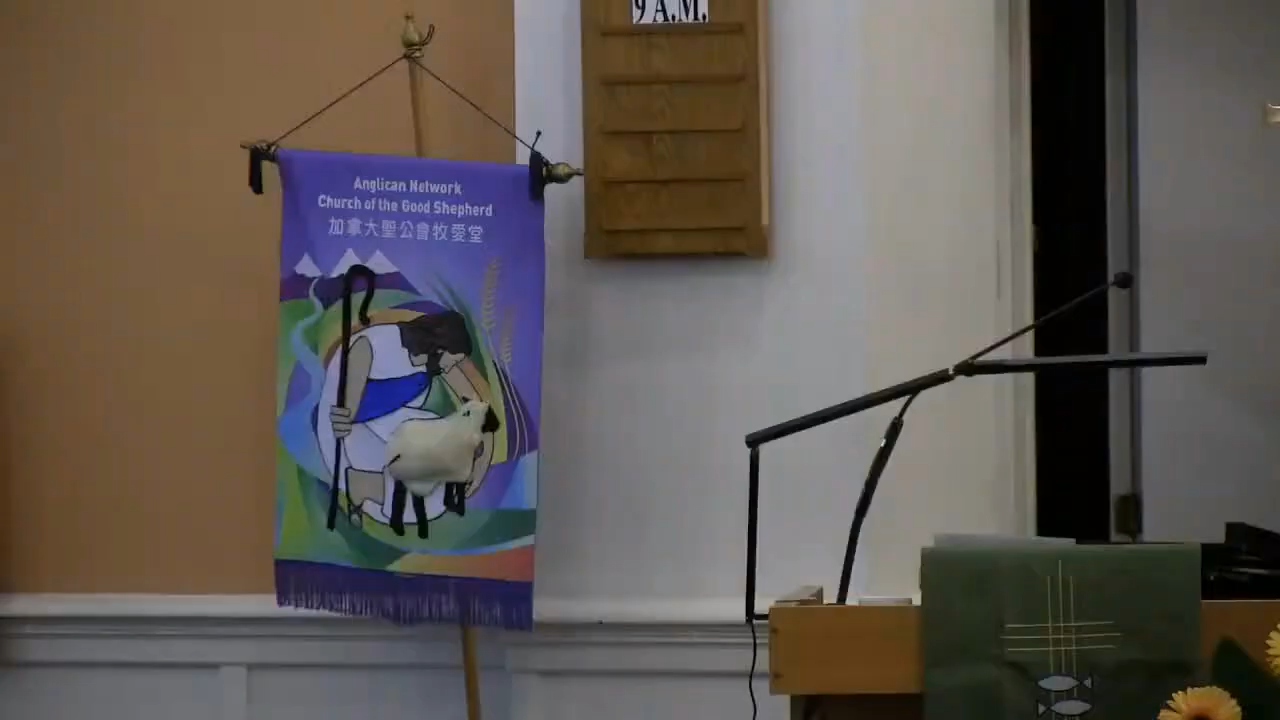 9 A.M.
Anglican Network
Church of the Good Shepherd
加拿大聖公會牧愛堂